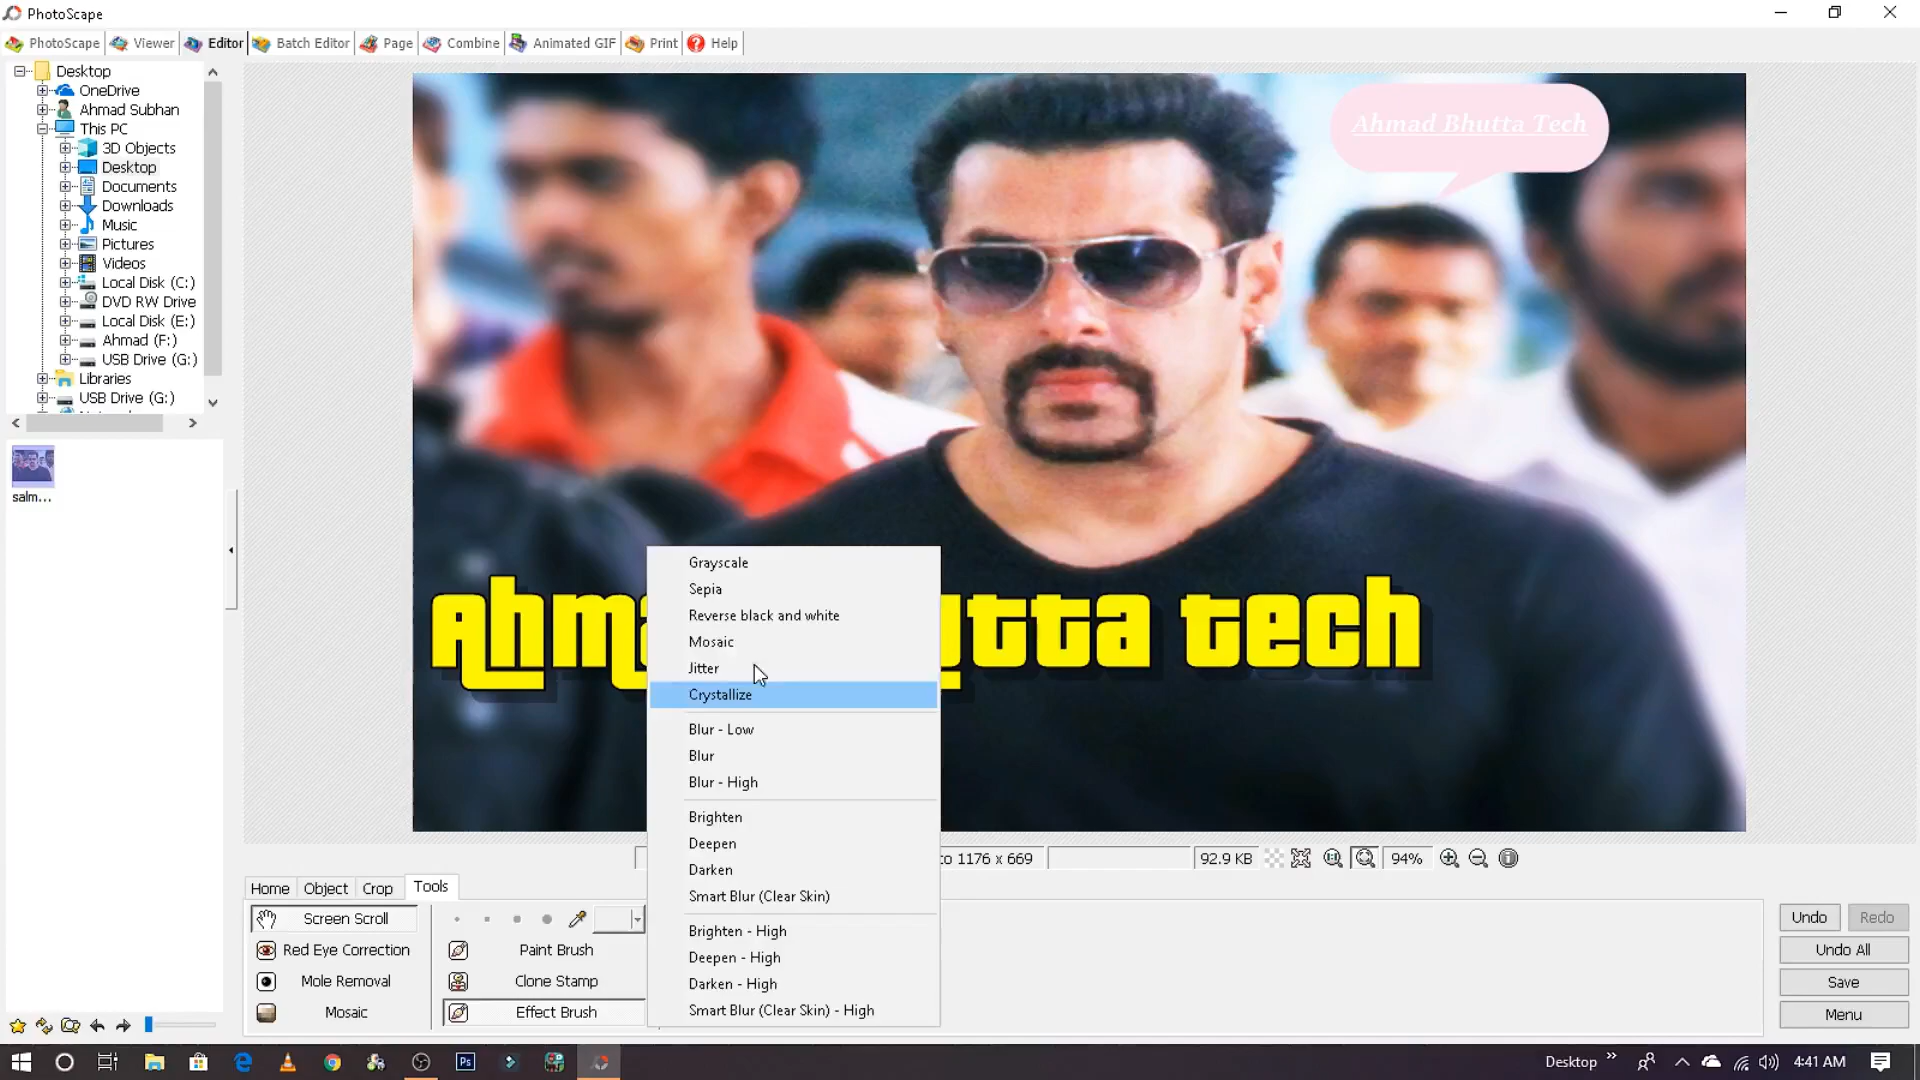 PhotoScape
PhotoScape Viewer Editor Batch Editor Page Combine Animated GIF Print Help
Desktop
OneDrive
Ahmad Subhan
This PC
3D Objects
Desktop
Documents
Downloads
Music
Pictures
Videos
Local Disk (C:)
DVD RW Drive
Local Disk (E:)
Ahmad (F:)
USB Drive (G:)
Libraries
USB Drive (G:)
salm...
Ahmad Bhutta Tech
Ahma utta tech
Grayscale
Sepia
Reverse black and white
Mosaic
Jitter
Crystallize
Blur - Low
Blur
Blur - High
Brighten
Deepen
Darken
Smart Blur (Clear Skin)
Brighten - High
Deepen - High
Darken - High
Smart Blur (Clear Skin) - High
to 1176 x 669 92.9 KB 94%
Home Object Crop Tools
Screen Scroll
Red Eye Correction
Mole Removal
Mosaic
Paint Brush
Clone Stamp
Effect Brush
Undo Redo
Undo All
Save
Menu
Ps
Desktop » 4:41 AM